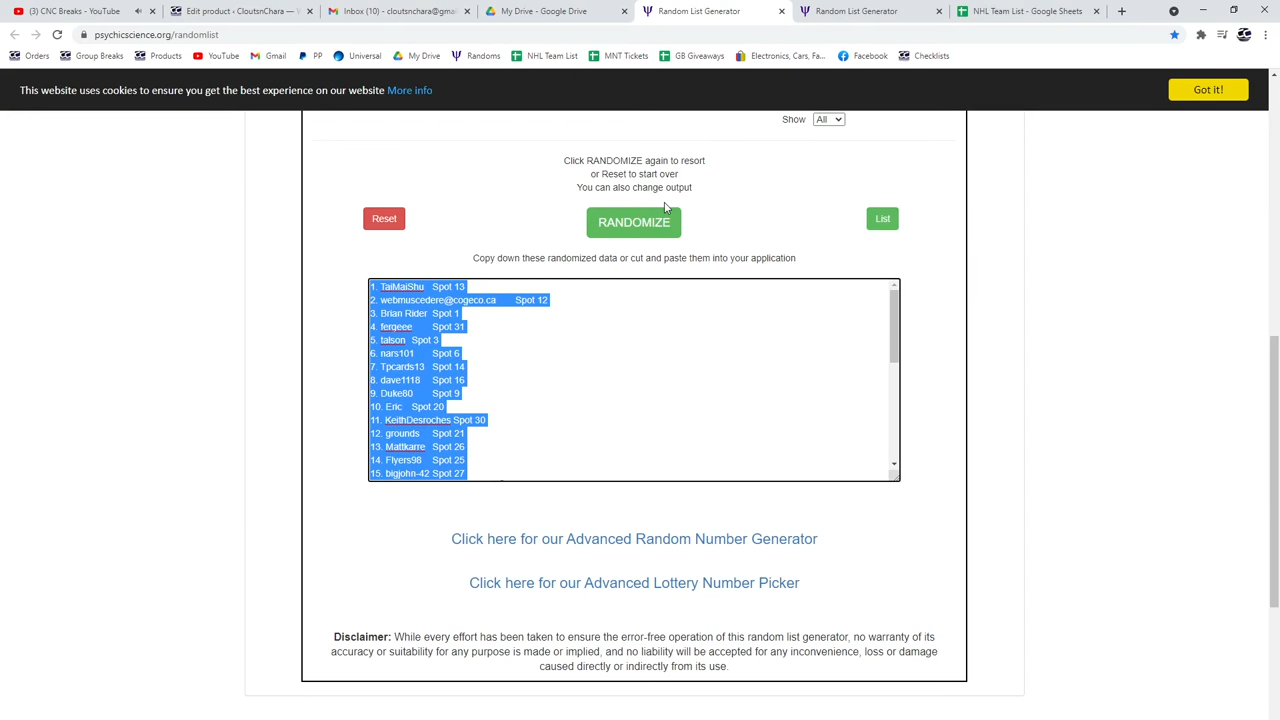 (3) CNC Breaks - YouTube
Edit product ‹ CloutsnChara — W
Inbox (10) - cloutsnchara@gmai
My Drive - Google Drive
Random List Generator
Random List Generator
NHL Team List - Google Sheets
psychicscience.org/randomlist
Orders
Group Breaks
Products
YouTube
Gmail
PP
Universal
My Drive
Randoms
NHL Team List
MNT Tickets
GB Giveaways
Electronics, Cars, Fa...
Facebook
Checklists
This website uses cookies to ensure you get the best experience on our website More info
Got it!
Show All
Click RANDOMIZE again to resort
or Reset to start over
You can also change output
Reset
RANDOMIZE
List
Copy down these randomized data or cut and paste them into your application
1. TaiMaiShu Spot 13
2. webmuscedere@cogeco.ca Spot 12
3. Brian Rider Spot 1
4. fergeee Spot 31
5. talson Spot 3
6. nars101 Spot 6
7. Tpcards13 Spot 14
8. dave1118 Spot 16
9. Duke80 Spot 9
10. Eric Spot 20
11. KeithDesroches Spot 30
12. grounds Spot 21
13. Mattkarre Spot 26
14. Flyers98 Spot 25
15. bigjohn-42 Spot 27
Click here for our Advanced Random Number Generator
Click here for our Advanced Lottery Number Picker
Disclaimer: While every effort has been taken to ensure the error-free operation of this random list generator, no warranty of its
accuracy or suitability for any purpose is made or implied, and no liability will be accepted for any inconvenience, loss or damage
caused directly or indirectly from its use.